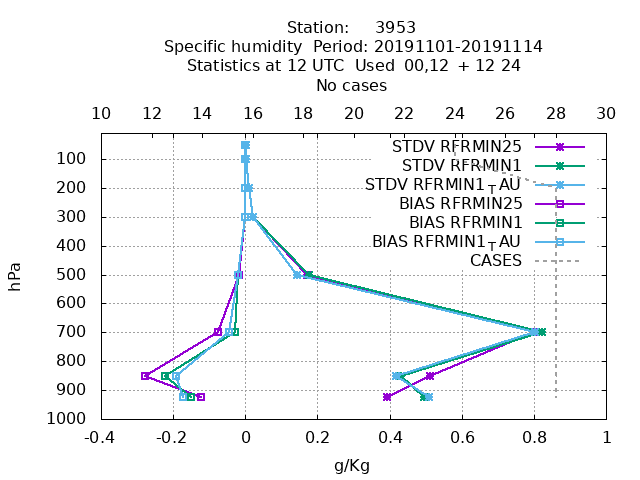 Station: 3953
Specific humidity Period: 20191101-20191114
Statistics at 12 UTC Used 00,12 + 12 24
No cases
10 12 14 16 18 20 22 24 26 28 30
STDV RFRMIN25
STDV RFRMIN1
STDV RFRMIN1TAU
BIAS RFRMIN25
BIAS RFRMIN1
BIAS RFRMIN1TAU
CASES
100
200
300
400
500
600
700
800
900
1000
hPa
-0.4 -0.2 0 0.2 0.4 0.6 0.8 1
g/Kg